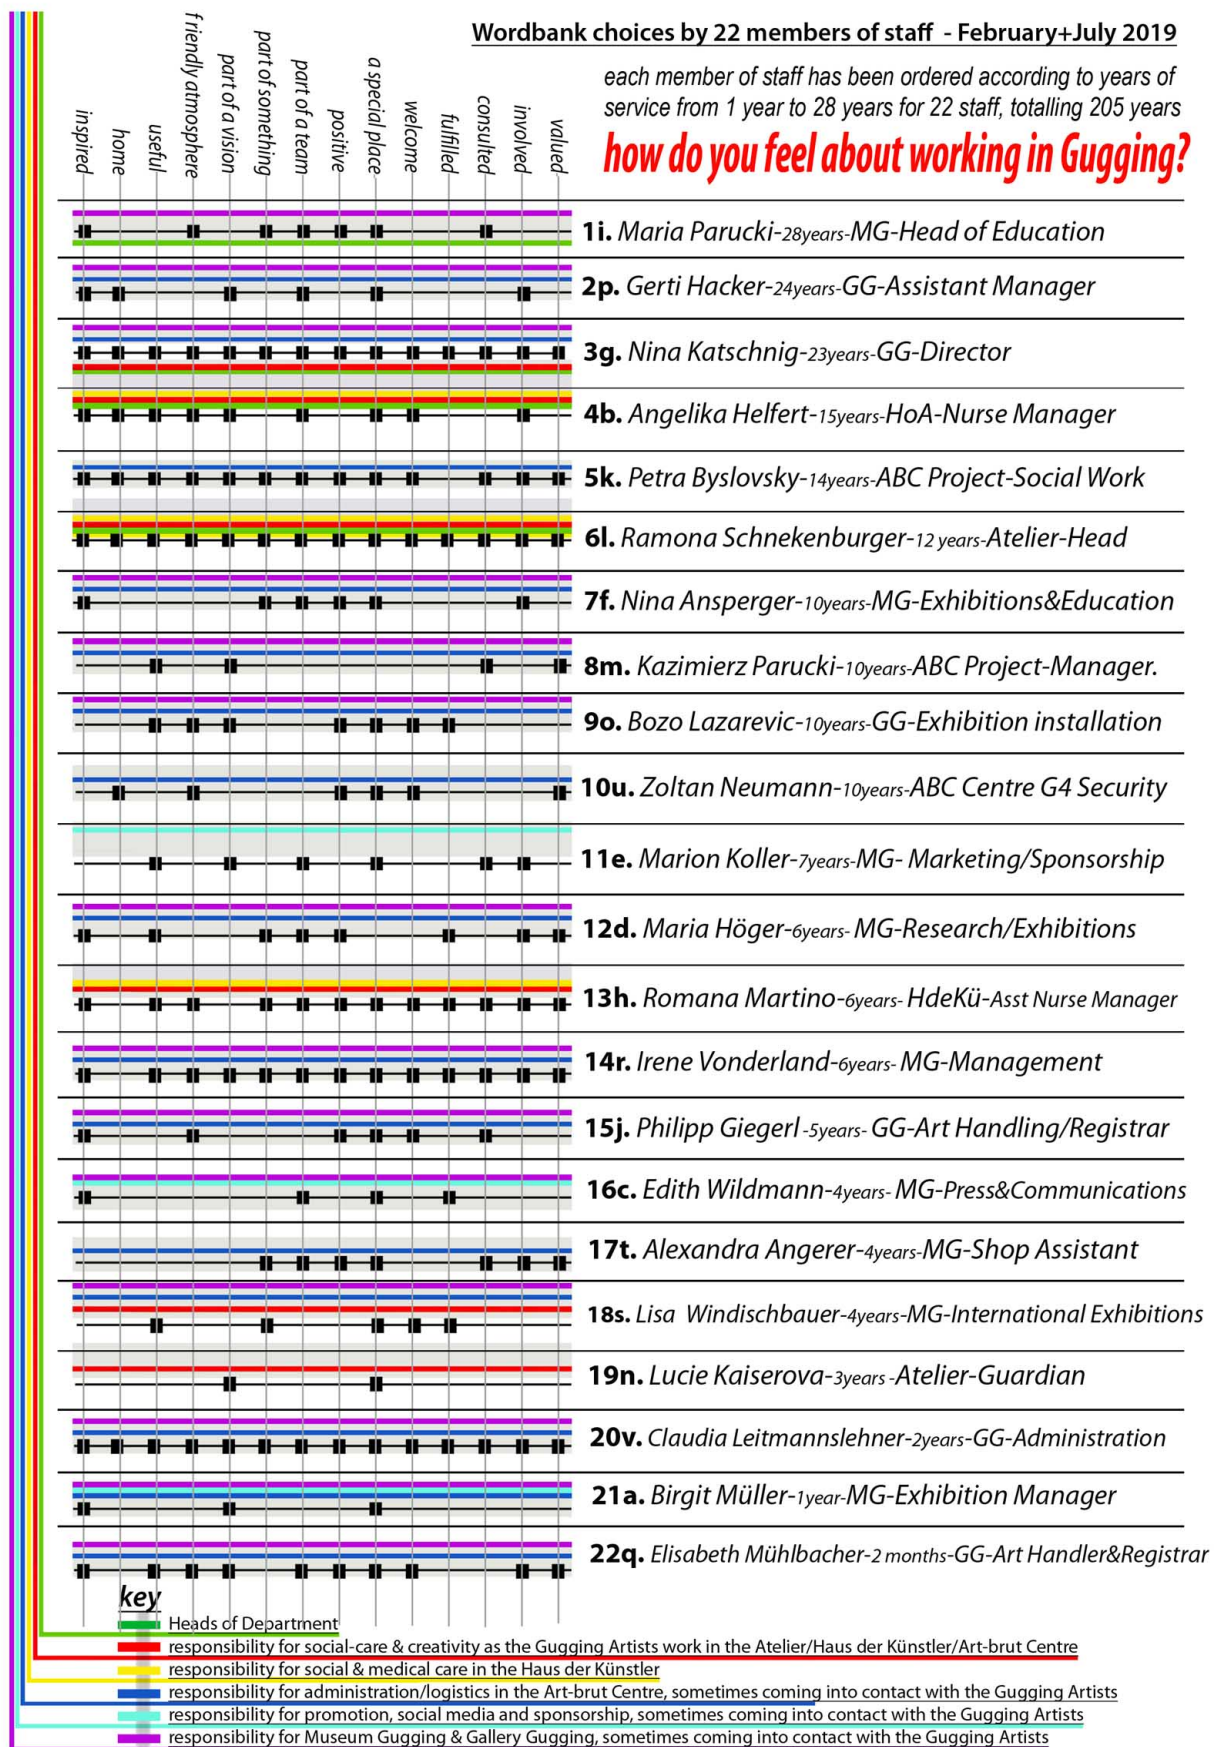 Wordbank choices by 22 members of staff - February+July 2019
each member of staff has been ordered according to years of
service from 1 year to 28 years for 22 staff, totalling 205 years
how do you feel about working in Gugging?
inspired
home
useful
friendly atmosphere
part of a vision
part of something
part of a team
positive
a special place
welcome
fulfilled
consulted
involved
valued
1i. Maria Parucki-28years-MG-Head of Education
2p. Gerti Hacker-24years-GG-Assistant Manager
3g. Nina Katschnig-23years-GG-Director
4b. Angelika Helfert-15years-HoA-Nurse Manager
5k. Petra Byslovsky-14years-ABC Project-Social Work
6l. Ramona Schnekenburger-12 years-Atelier-Head
7f. Nina Ansperger-10years-MG-Exhibitions&Education
8m. Kazimierz Parucki-10years-ABC Project-Manager.
9o. Bozo Lazarevic-10years-GG-Exhibition installation
10u. Zoltan Neumann-10years-ABC Centre G4 Security
11e. Marion Koller-7years-MG- Marketing/Sponsorship
12d. Maria Höger-6years- MG-Research/Exhibitions
13h. Romana Martino-6years- HdeKü-Asst Nurse Manager
14r. Irene Vonderland-6years- MG-Management
15j. Philipp Giegerl -5years- GG-Art Handling/Registrar
16c. Edith Wildmann-4years- MG-Press&Communications
17t. Alexandra Angerer-4years-MG-Shop Assistant
18s. Lisa Windischbauer-4years-MG-International Exhibitions
19n. Lucie Kaiserova-3years -Atelier-Guardian
20v. Claudia Leitmannslehner-2years-GG-Administration
21a. Birgit Müller-1year-MG-Exhibition Manager
22q. Elisabeth Mühlbacher-2 months-GG-Art Handler&Registrar
key
Heads of Department
responsibility for social-care & creativity as the Gugging Artists work in the Atelier/Haus der Künstler/Art-brut Centre
responsibility for social & medical care in the Haus der Künstler
responsibility for administration/logistics in the Art-brut Centre, sometimes coming into contact with the Gugging Artists
responsibility for promotion, social media and sponsorship, sometimes coming into contact with the Gugging Artists
responsibility for Museum Gugging & Gallery Gugging, sometimes coming into contact with the Gugging Artists